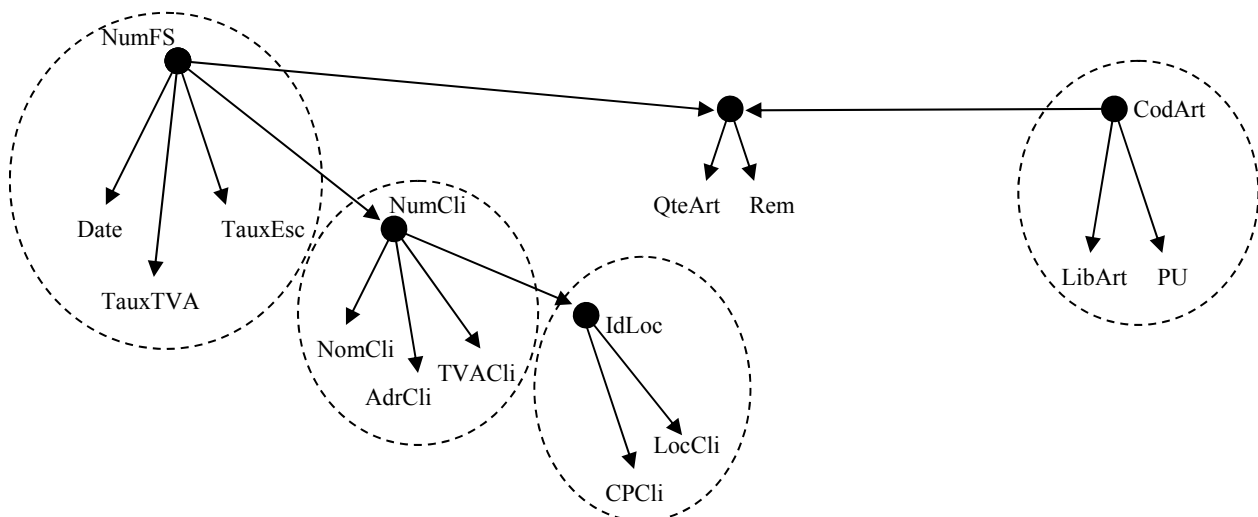 NumFS
CodArt
NumCli
QteArt Rem
Date
TauxEsc
LibArt PU
TauxTVA
IdLoc
NomCli
TVACli
AdrCli
LocCli
CPCli